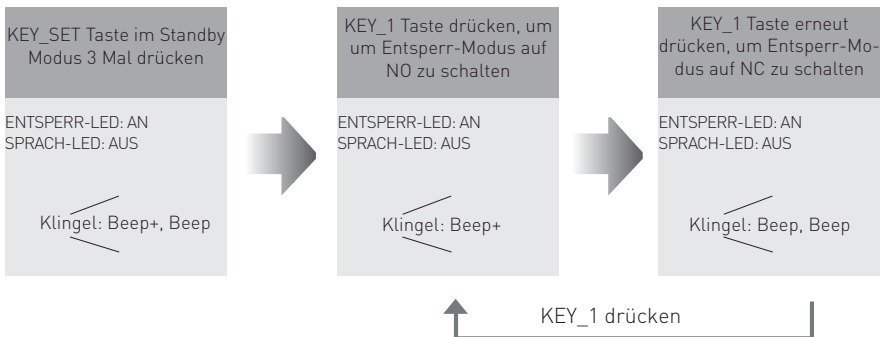 KEY_SET Taste im Standby
Modus 3 Mal drücken
ENTSPERR-LED: AN
SPRACH-LED: AUS
Klingel: Beep+, Beep
KEY_1 Taste drücken, um
um Entsperr-Modus auf
NO zu schalten
ENTSPERR-LED: AN
SPRACH-LED: AUS
Klingel: Beep+
KEY_1 Taste erneut
drücken, um Entsperr-Mo-
dus auf NC zu schalten
ENTSPERR-LED: AN
SPRACH-LED: AUS
Klingel: Beep, Beep
KEY_1 drücken